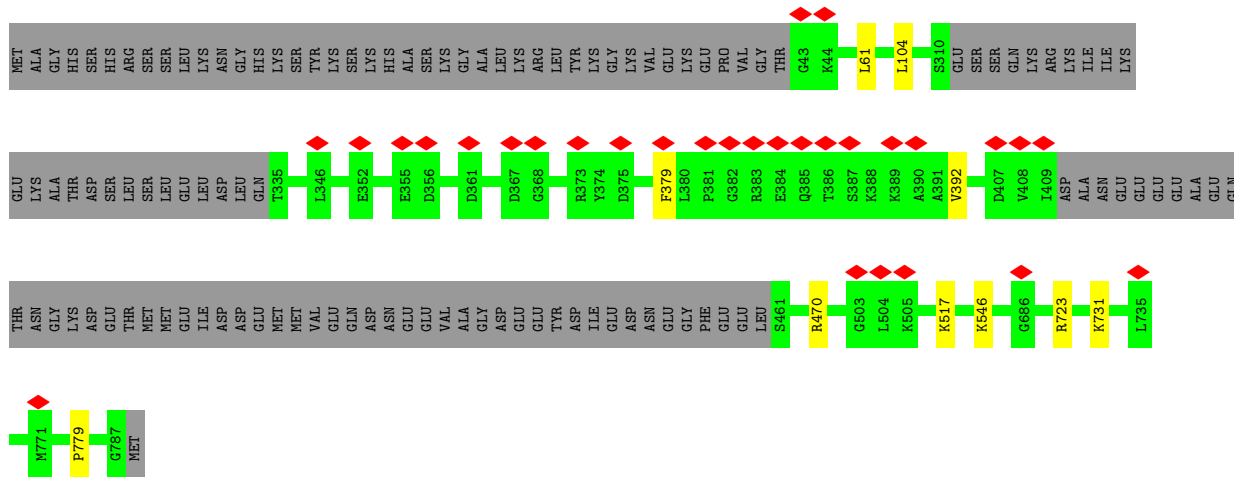 MET ALA GLY HIS SER HIS ARG SER SER LEU LYS ASN GLY HIS LYS SER TYR LYS SER LYS HIS ALA SER LYS GLY ALA LEU LYS ARG LEU TYR LYS GLY LYS VAL GLU LYS GLU PRO VAL GLY THR G43 K44 L61 L104 S310 GLU SER SER GLN LYS ARG LYS ILE ILE LYS
GLU LYS ALA THR ASP SER LEU SER LEU GLU LEU ASP LEU GLN T335 L346 E352 E355 D356 D361 D367 G368 R373 Y374 D375 F379 L380 P381 G382 R383 E384 Q385 T386 S387 K388 K389 A390 A391 V392 D407 V408 I409 ASP ALA ASN GLU GLU GLU GLU ALA GLU GLN
THR ASN GLY LYS ASP GLU THR MET MET GLU ILE ASP ASP GLU MET MET VAL GLU GLN ASP ASN GLU GLU VAL ALA GLY ASP GLU GLU TYR ASP ILE GLU ASP ASN GLU GLY PHE GLU GLU LEU S461 R470 G503 L504 K505 K517 K546 G686 R723 K731 L735
M771 P779 G787 MET